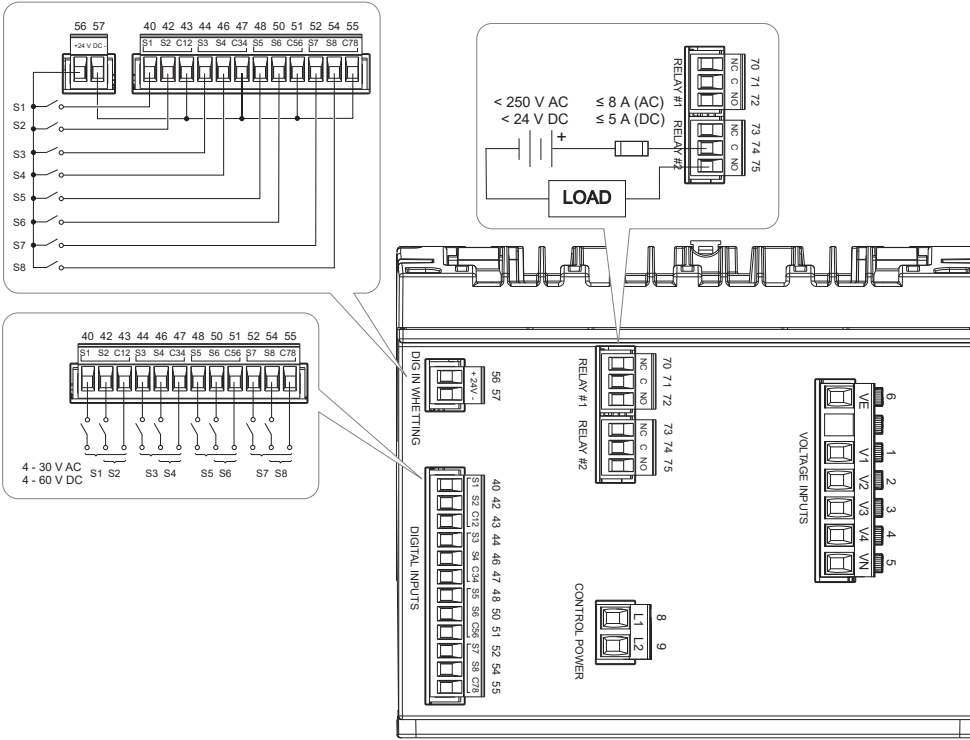 56 57
+24 V DC -
40 42 43 44 46 47 48 50 51 52 54 55
S1 S2 C12 S3 S4 C34 S5 S6 C56 S7 S8 C78
S1
S2
S3
S4
S5
S6
S7
S8
< 250 V AC
< 24 V DC
≤ 8 A (AC)
≤ 5 A (DC)
+
LOAD
RELAY #1
NC C NO
70 71 72
RELAY #2
NC C NO
73 74 75
40 42 43 44 46 47 48 50 51 52 54 55
S1 S2 C12 S3 S4 C34 S5 S6 C56 S7 S8 C78
4 - 30 V AC
4 - 60 V DC
S1 S2 S3 S4 S5 S6 S7 S8
DIG IN WHETTING
+ 24V -
56 57
RELAY #1
NC C NO
70 71 72
RELAY #2
NC C NO
73 74 75
DIGITAL INPUTS
S1 S2 C12 S3 S4 C34 S5 S6 C56 S7 S8 C78
40 42 43 44 46 47 48 50 51 52 54 55
CONTROL POWER
L1 L2
8 9
VOLTAGE INPUTS
VE V1 V2 V3 V4 VN
6 1 2 3 4 5